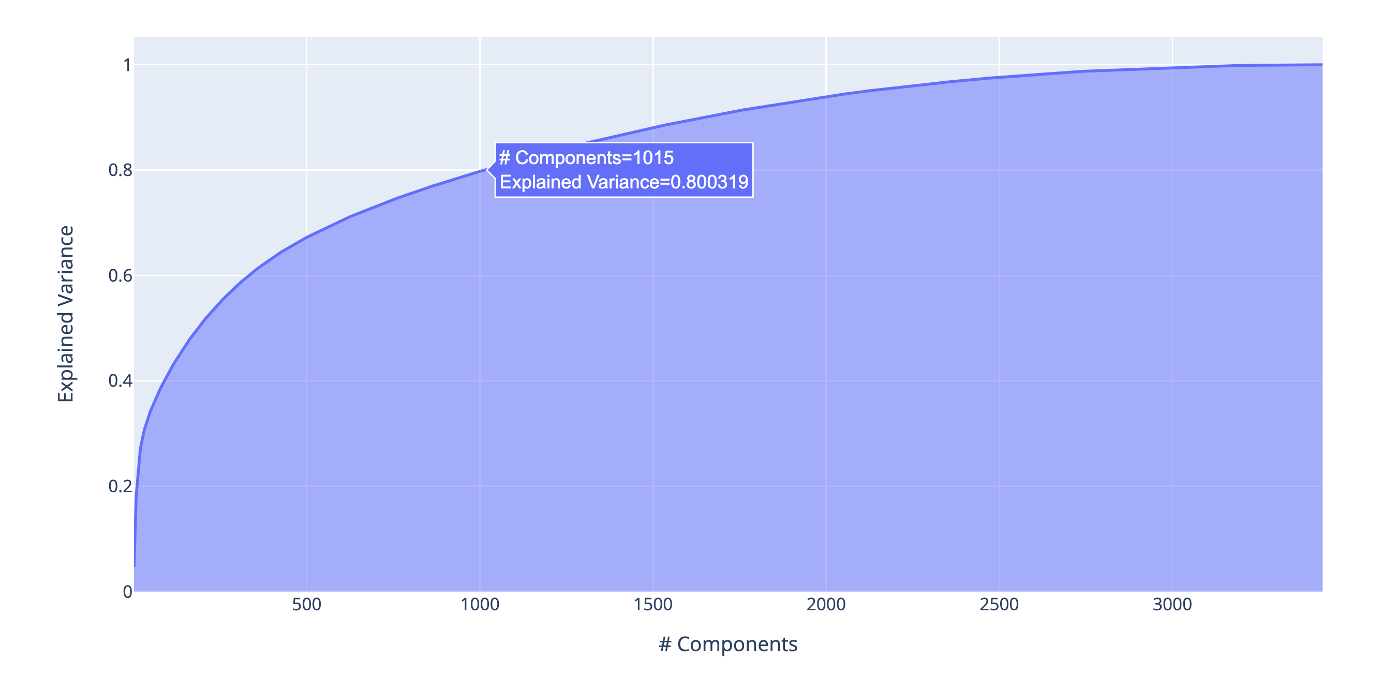 1
0.8
0.6
0.4
0.2
0
Explained Variance
# Components=1015
Explained Variance=0.800319
500 1000 1500 2000 2500 3000
# Components